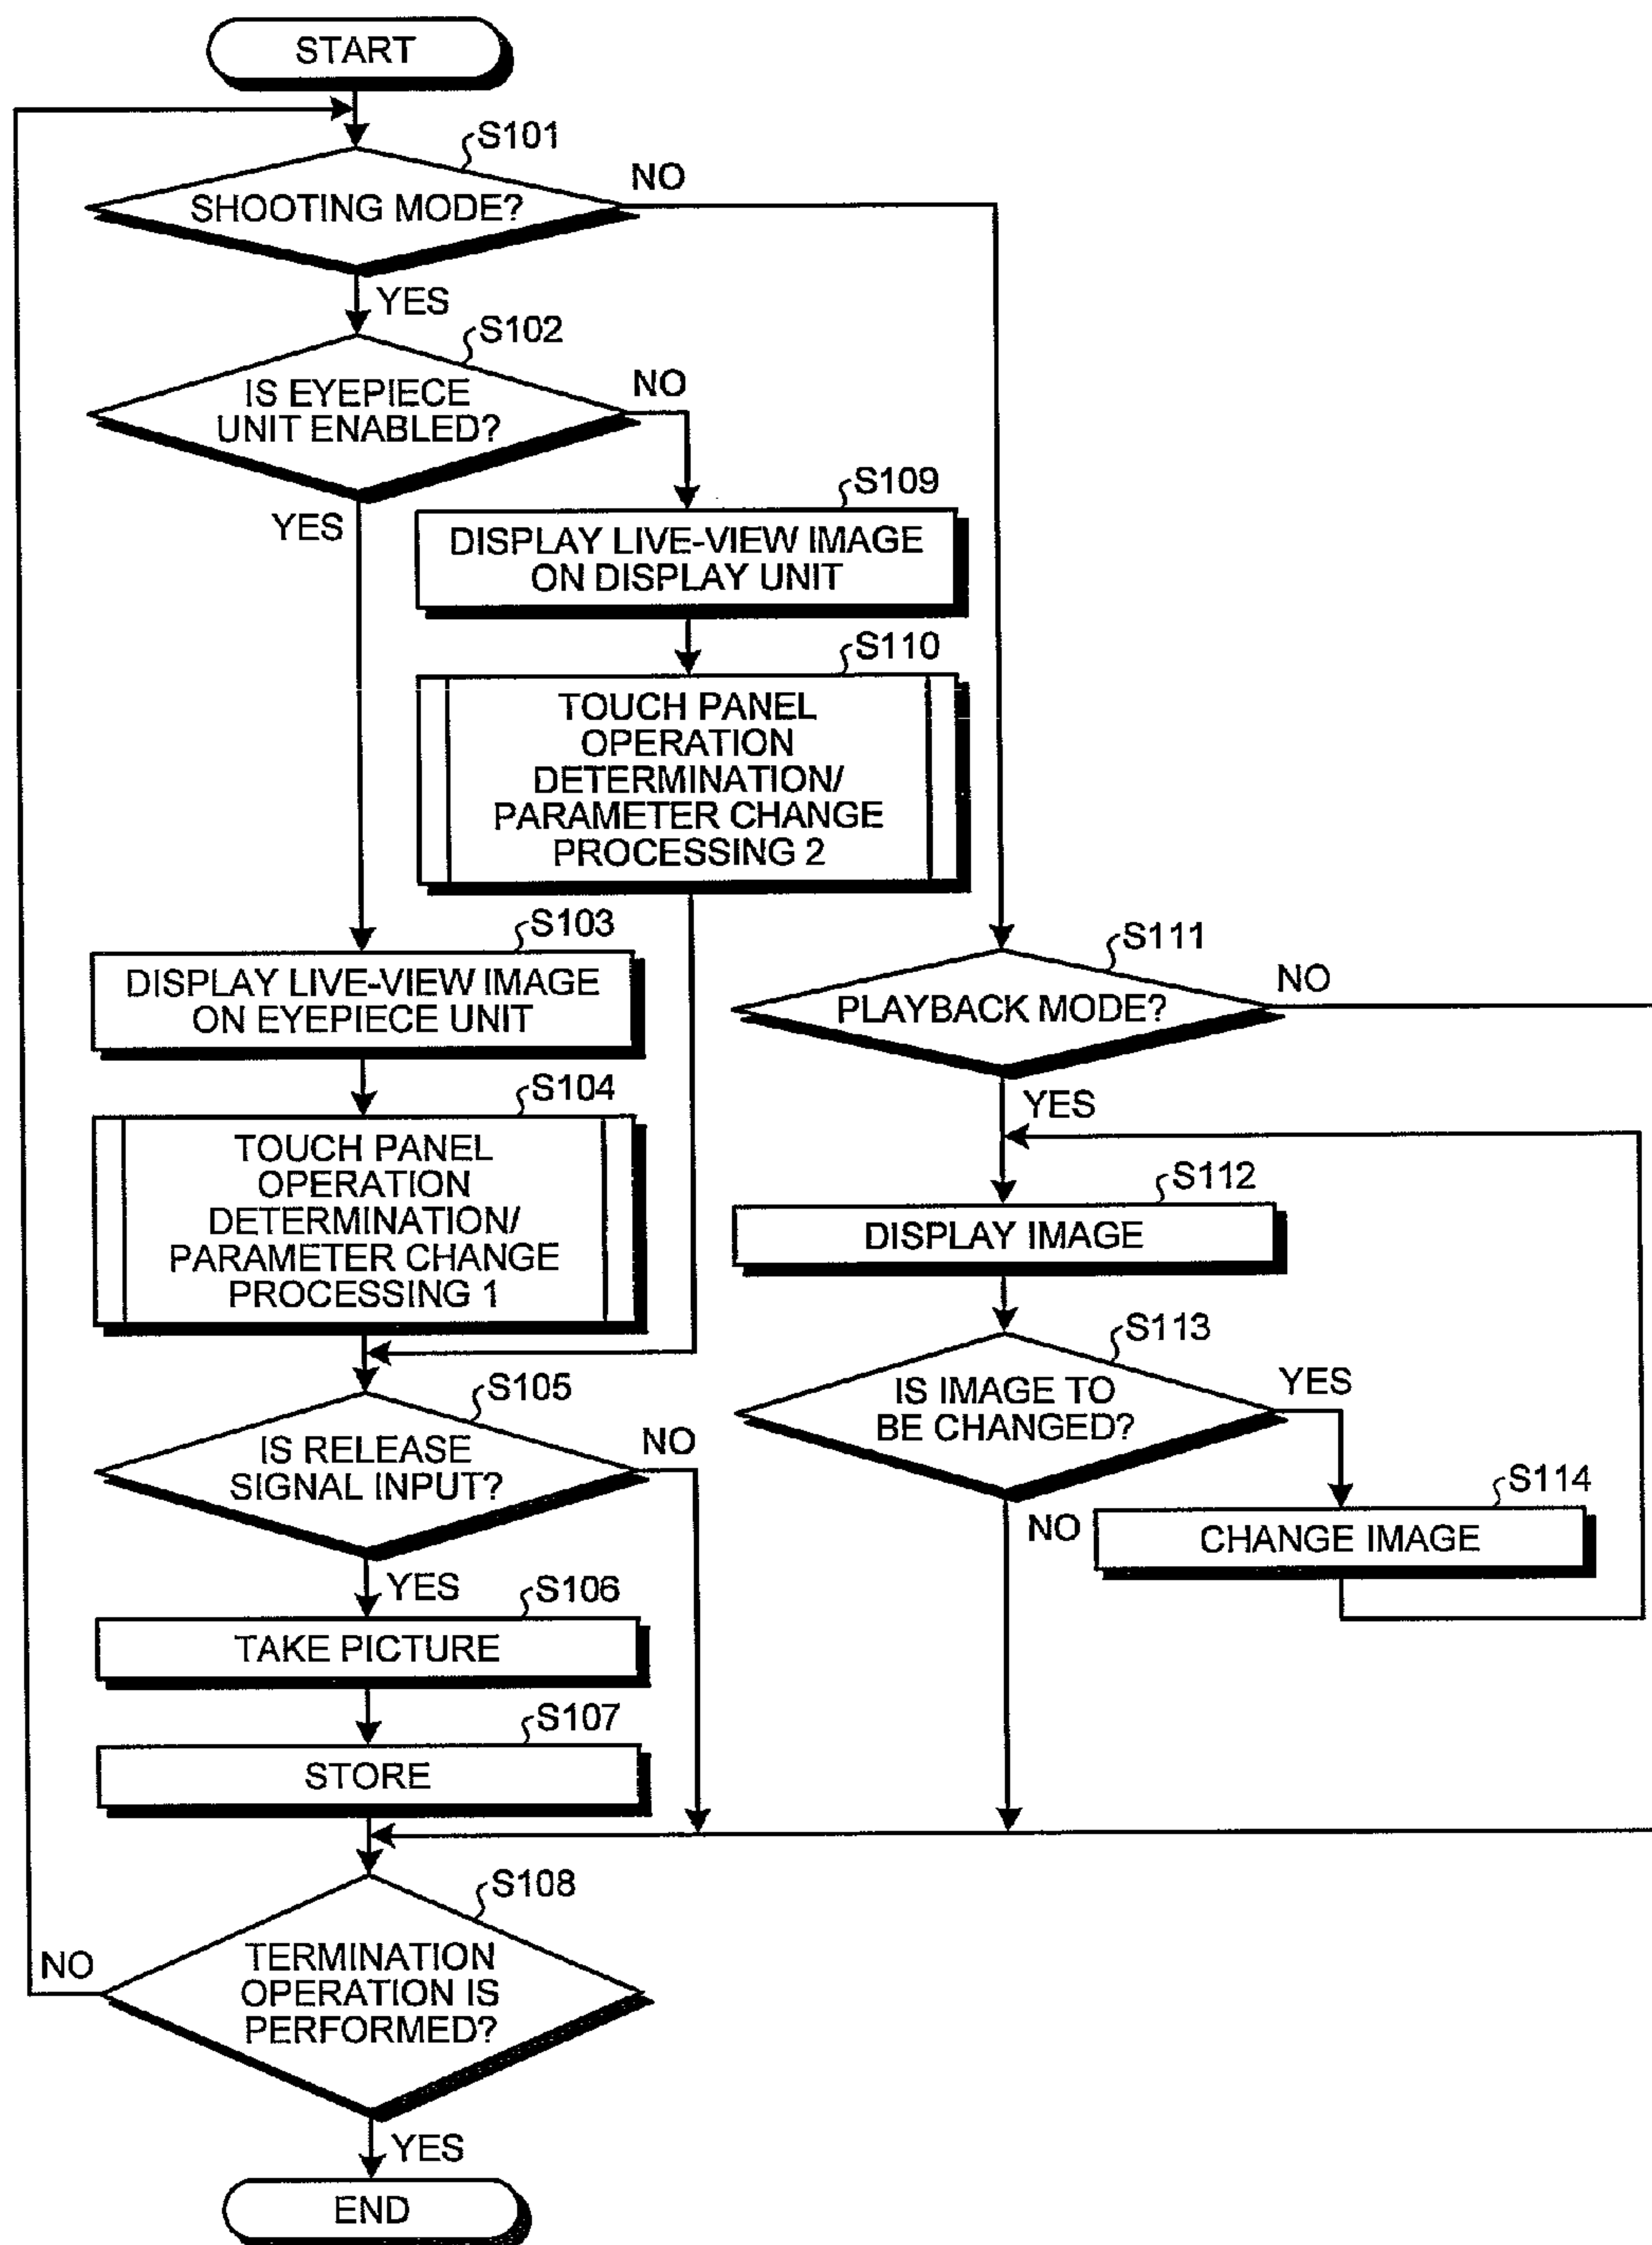 START
S101
SHOOTING MODE?
NO
YES
S102
IS EYEPIECE
UNIT ENABLED?
NO
YES
S109
DISPLAY LIVE-VIEW IMAGE
ON DISPLAY UNIT
S110
TOUCH PANEL
OPERATION
DETERMINATION/
PARAMETER CHANGE
PROCESSING 2
S103
DISPLAY LIVE-VIEW IMAGE
ON EYEPIECE UNIT
S104
TOUCH PANEL
OPERATION
DETERMINATION/
PARAMETER CHANGE
PROCESSING 1
S105
IS RELEASE
SIGNAL INPUT?
NO
YES
S106
TAKE PICTURE
S107
STORE
S108
TERMINATION
OPERATION IS
PERFORMED?
NO
YES
END
S111
PLAYBACK MODE?
NO
YES
S112
DISPLAY IMAGE
S113
IS IMAGE TO
BE CHANGED?
YES
NO
S114
CHANGE IMAGE